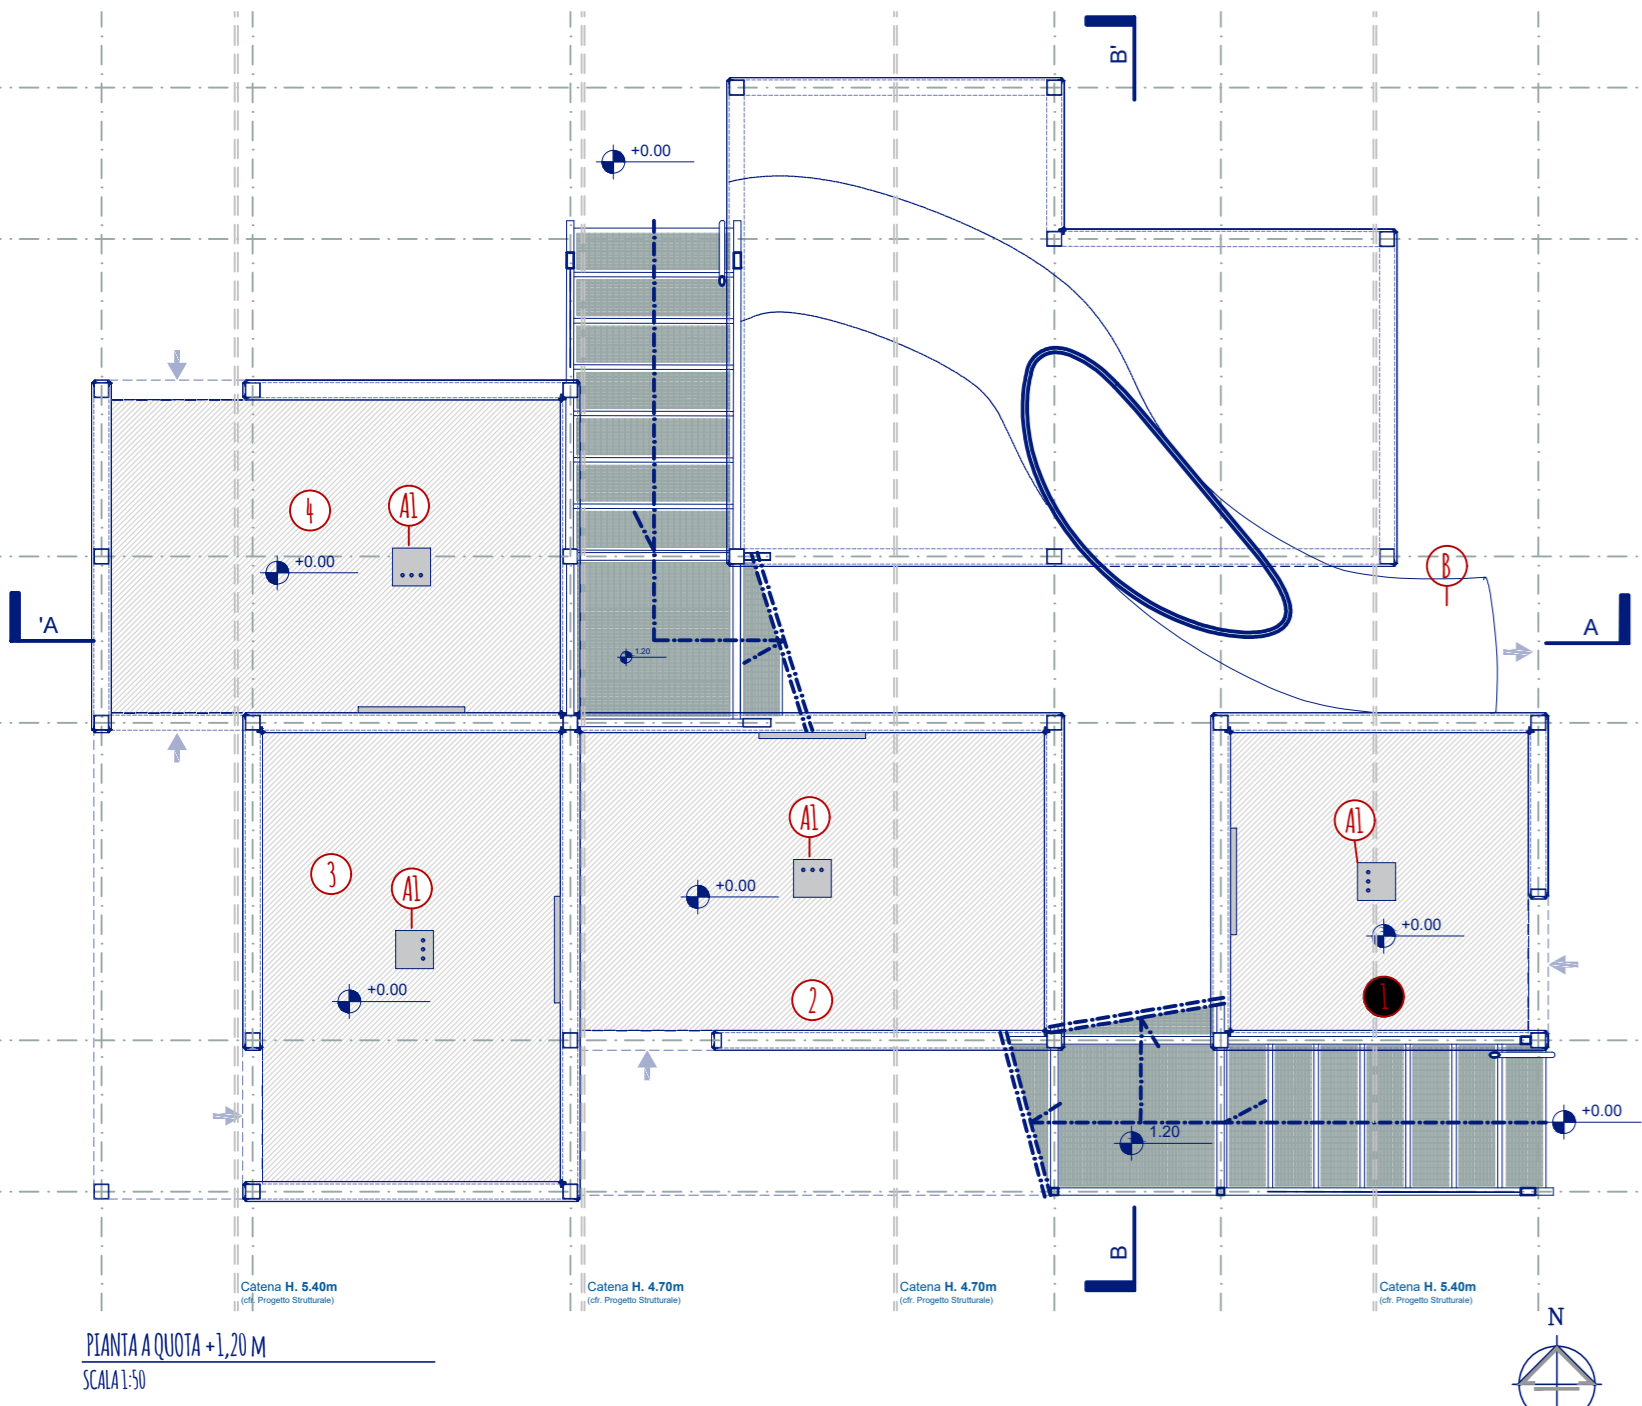 B'
+0.00
4
A1
+0.00
B
'A
A
1.20
A1
A1
3
A1
+0.00
+0.00
+0.00
2
1
+0.00
1.20
B
Catena H. 5.40m
(cfr. Progetto Strutturale)
Catena H. 4.70m
(cfr. Progetto Strutturale)
Catena H. 4.70m
(cfr. Progetto Strutturale)
Catena H. 5.40m
(cfr. Progetto Strutturale)
N
PIANTA A QUOTA +1,20 M
SCALA 1:50